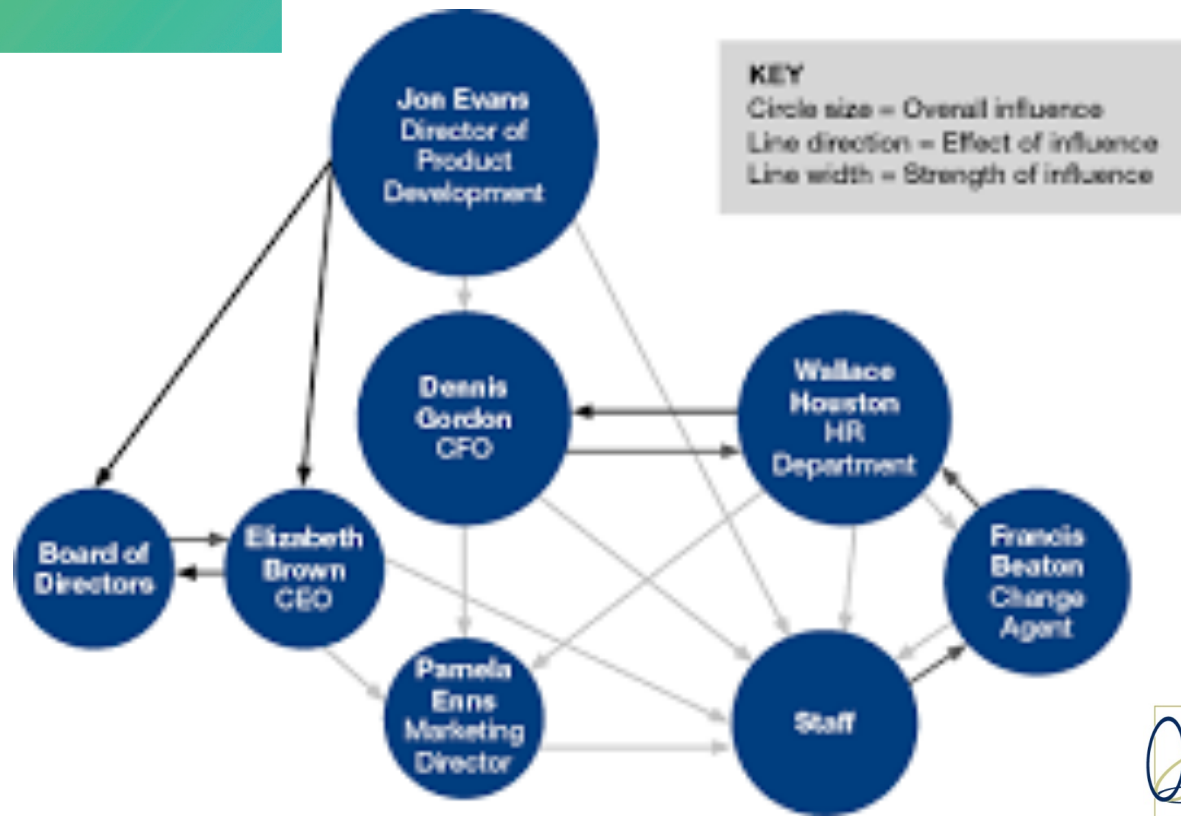 Jon Evans
Director of
Product
Development
KEY
Circle size = Overall influence
Line direction = Effect of influence
Line width = Strength of influence
Dennis
Gordon
CFO
Wallace
Houston
HR
Department
Board of
Directors
Elizabeth
Brown
CEO
Francis
Beaton
Change
Agent
Pamela
Enns
Marketing
Director
Staff